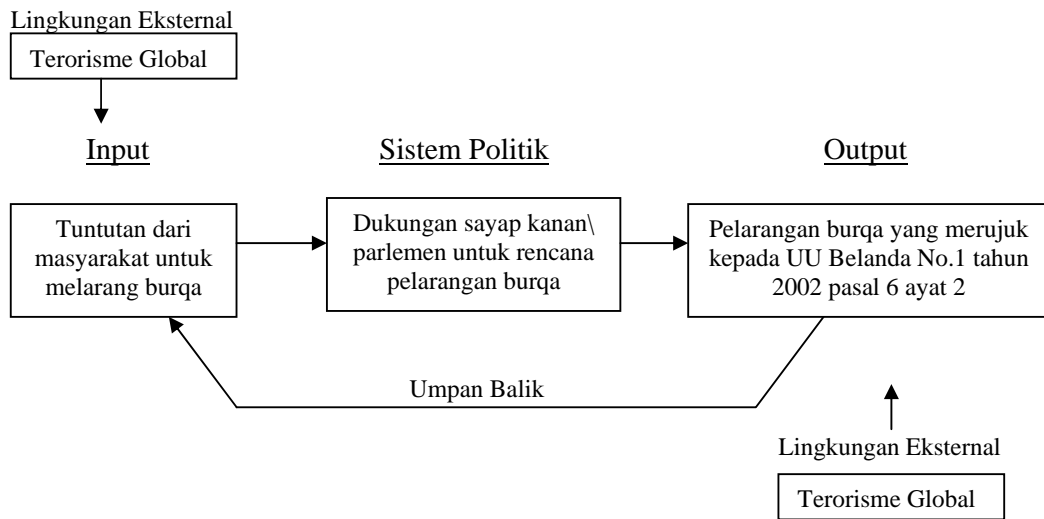 Lingkungan Eksternal
Terorisme Global
Input
Sistem Politik
Output
Tuntutan dari
masyarakat untuk
melarang burqa
Dukungan sayap kanan\
parlemen untuk rencana
pelarangan burqa
Pelarangan burqa yang merujuk
kepada UU Belanda No.1 tahun
2002 pasal 6 ayat 2
Umpan Balik
Lingkungan Eksternal
Terorisme Global